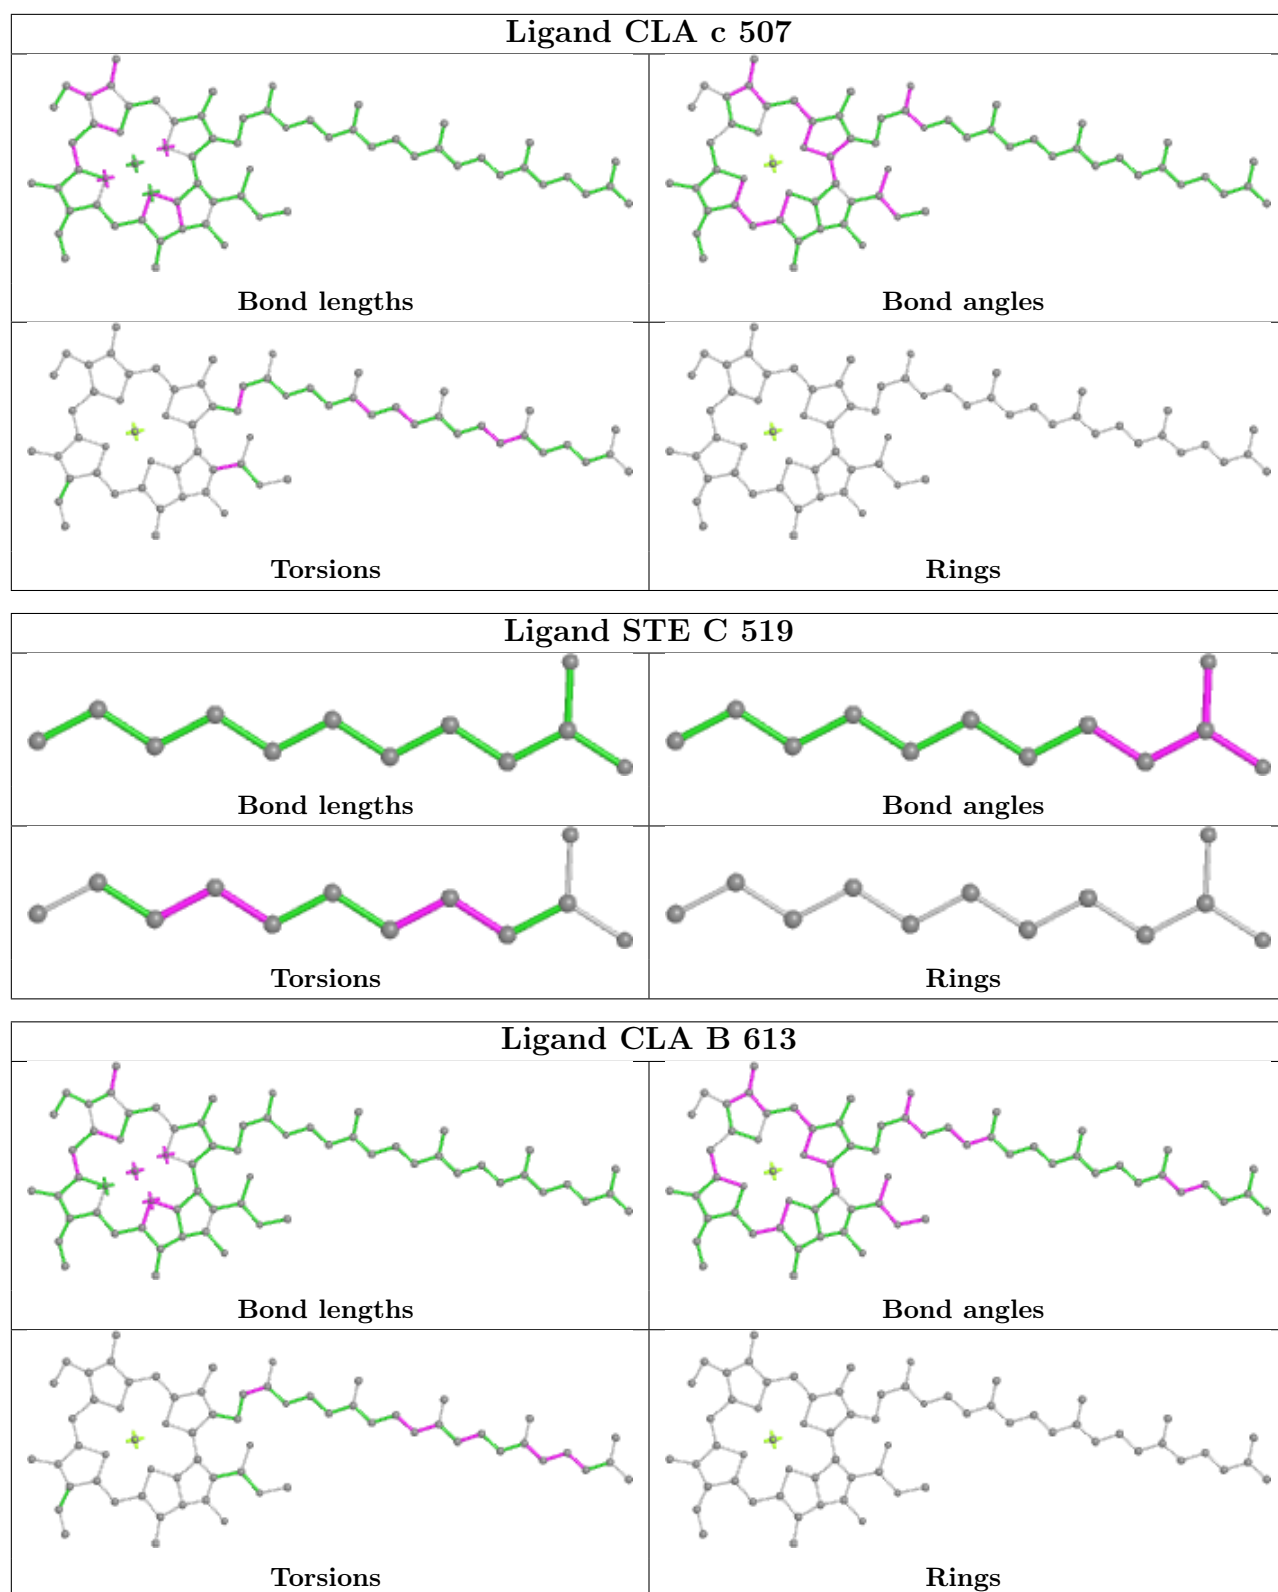 Ligand CLA c 507
Bond lengths
Bond angles
Torsions
Rings
Ligand STE C 519
Bond lengths
Bond angles
Torsions
Rings
Ligand CLA B 613
Bond lengths
Bond angles
Torsions
Rings